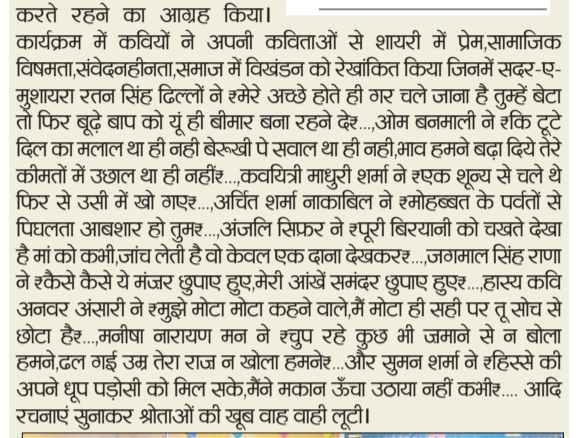 करते रहने का आग्रह किया।
कार्यक्रम में कवियों ने अपनी कविताओं से शायरी में प्रेम,सामाजिक
विषमता,संवेदनहीनता,समाज में विखंडन को रेखांकित किया जिनमें सदर-ए-
मुशायरा रतन सिंह ढिल्लों ने ₹मेरे अच्छे होते ही गर चले जाना है तुम्हें बेटा
तो फिर बूढ़े बाप को यूं ही बीमार बना रहने दे₹...,ओम बनमाली ने ₹कि टूटे
दिल का मलाल था ही नही बेरूखी पे सवाल था ही नही,भाव हमने बढ़ा दिये तेरे
कीमतों में उछाल था ही नहीं₹...,कवयित्री माधुरी शर्मा ने ₹एक शून्य से चले थे
फिर से उसी में खो गए₹...,अर्चित शर्मा नाकाबिल ने ₹मोहब्बत के पर्वतों से
पिघलता आबशार हो तुम₹...,अंजलि सिफ़र ने ₹पूरी बिरयानी को चखते देखा
है मां को कभी,जांच लेती है वो केवल एक दाना देखकर₹...,जगमाल सिंह राणा
ने ₹कैसे कैसे ये मंजर छुपाए हुए,मेरी आंखें समंदर छुपाए हुए₹...,हास्य कवि
अनवर अंसारी ने ₹मुझे मोटा मोटा कहने वाले,मैं मोटा ही सही पर तू सोच से
छोटा है₹...,मनीषा नारायण मन ने ₹चुप रहे कुछ भी जमाने से न बोला
हमने,ढल गई उम्र तेरा राज न खोला हमने₹...और सुमन शर्मा ने ₹हिस्से की
अपने धूप पड़ोसी को मिल सके,मैंने मकान ऊँचा उठाया नहीं कभी₹.... आदि
रचनाएं सुनाकर श्रोताओं की खूब वाह वाही लूटी।